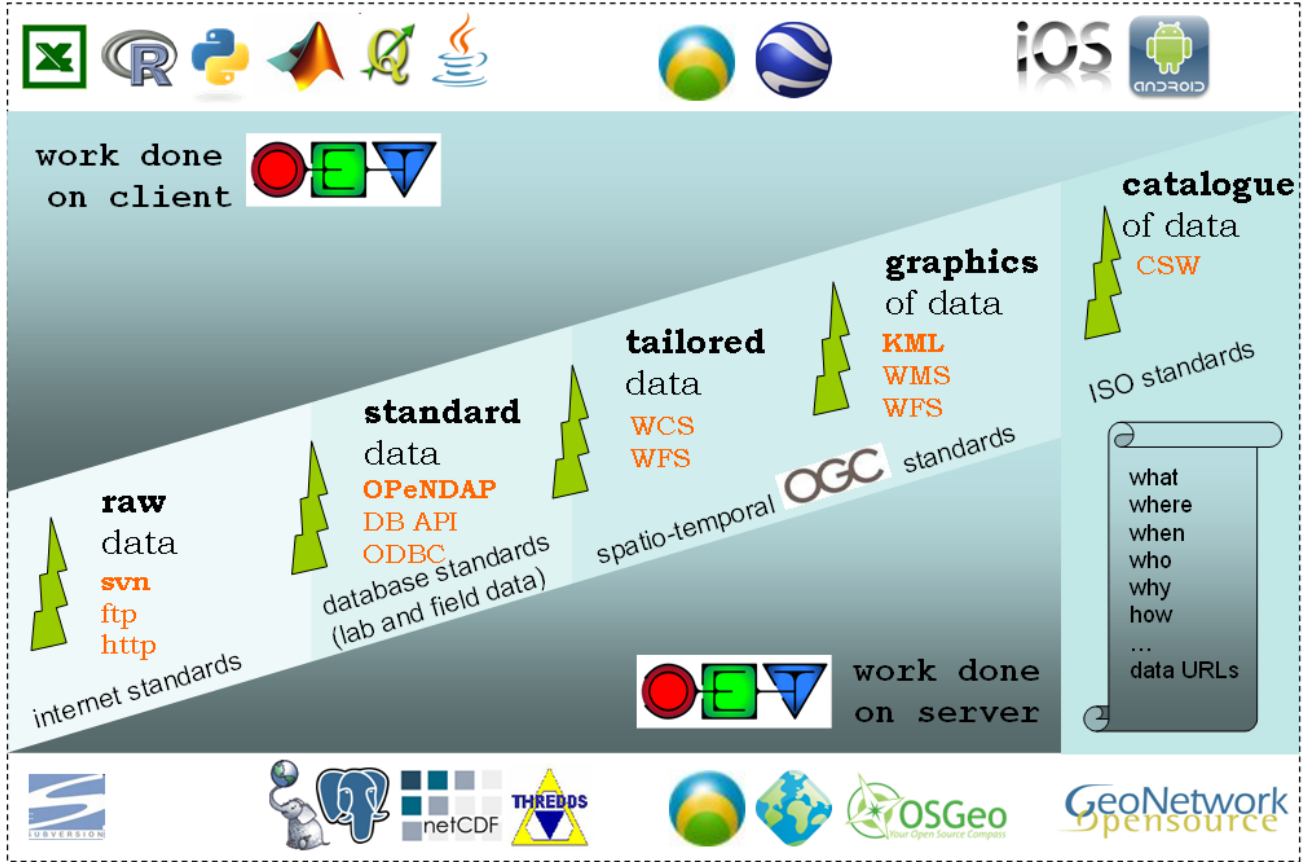 iOS
ANDROID
work done
on client
OET
catalogue
of data
CSW
ISO standards
graphics
of data
KML
WMS
WFS
tailored
data
WCS
WFS
spatio-temporal OGC standards
standard
data
OPeNDAP
DB API
ODBC
database standards
(lab and field data)
raw
data
svn
ftp
http
internet standards
what
where
when
who
why
how
...
data URLs
OET
work done
on server
SUBVERSION
netCDF
THREDDS
OSGeo
Your Open Source Compass
GeoNetwork
Opensource
X
R
Q